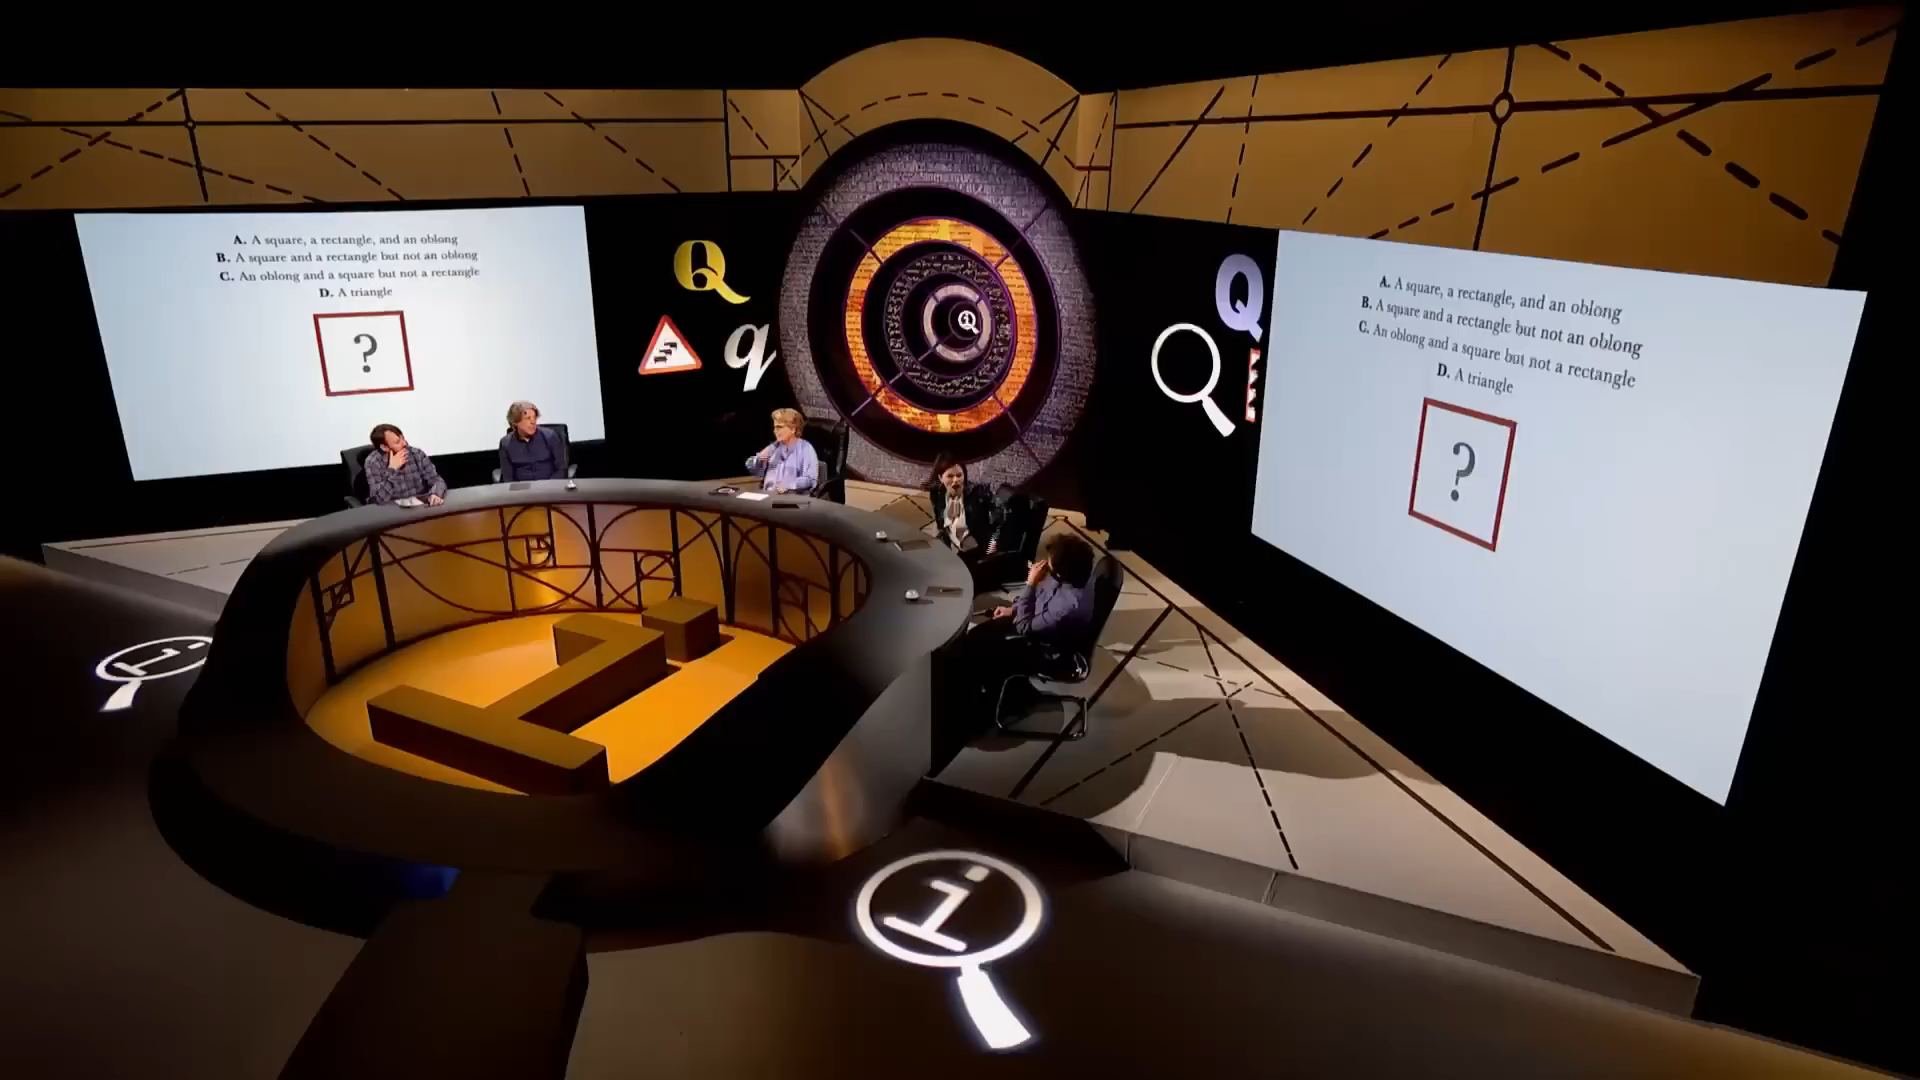 A. A square, a rectangle, and an oblong
B. A square and a rectangle but not an oblong
C. An oblong and a square but not a rectangle
D. A triangle
?
Q
q
i
Q
A. A square, a rectangle, and an oblong
B. A square and a rectangle but not an oblong
C. An oblong and a square but not a rectangle
D. A triangle
?
i
i